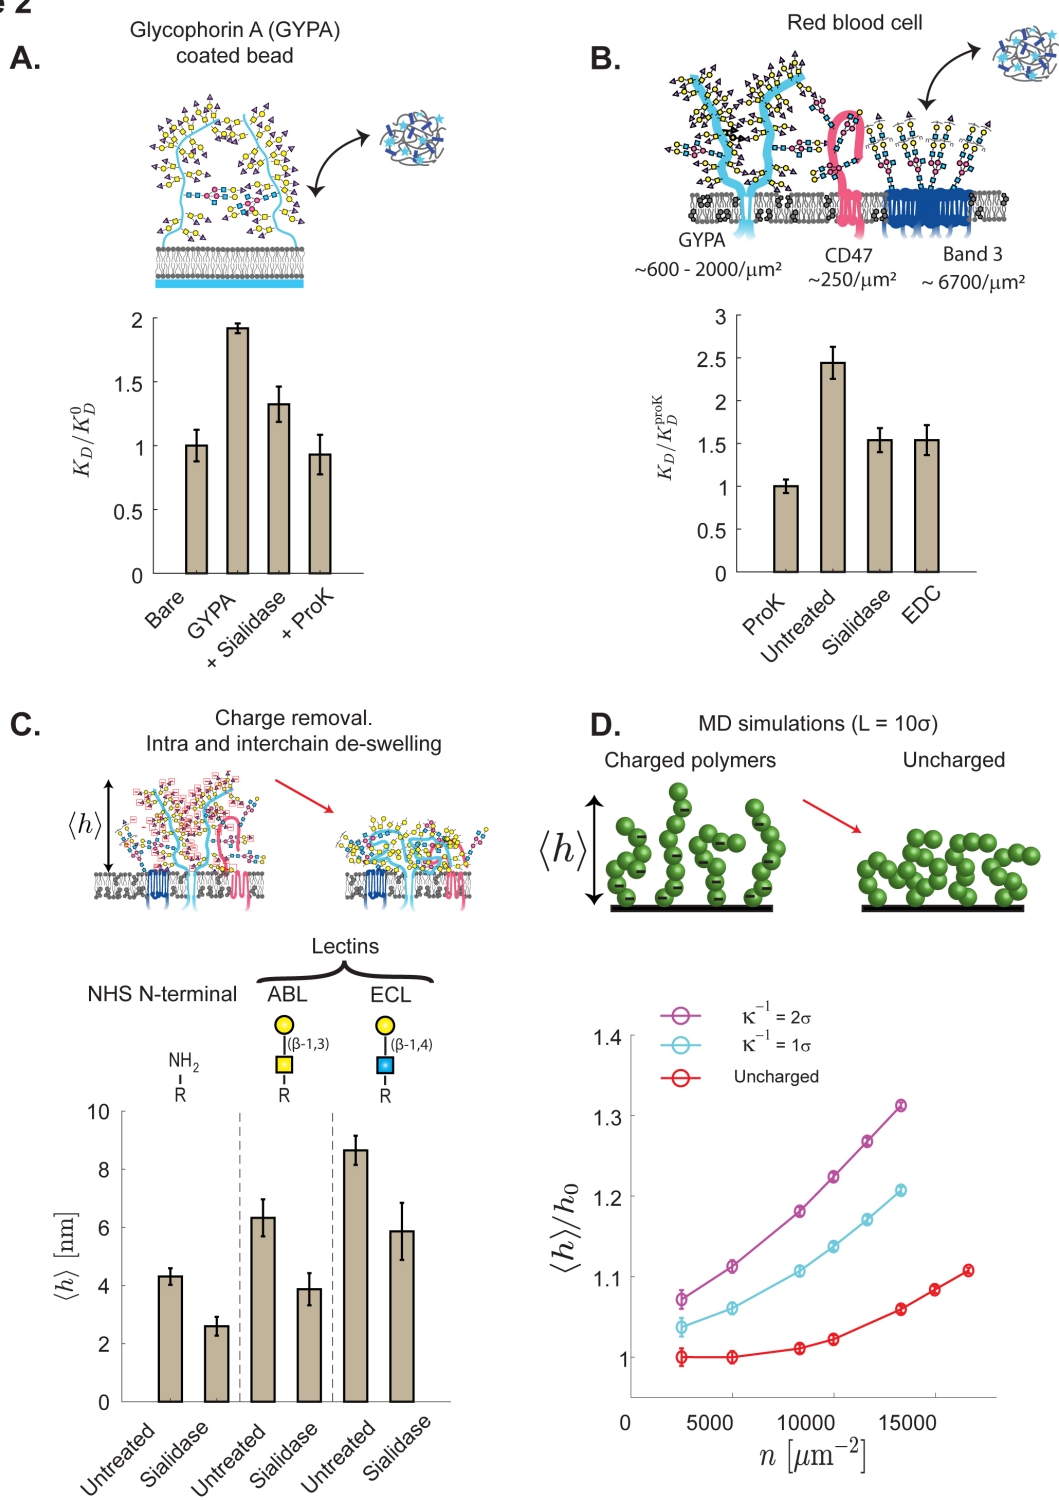 e 2
A.
Glycophorin A (GYPA)
coated bead
2
1.5
1
0.5
0
K_D/K_D^0
Bare
GYPA
+ Sialidase
+ ProK
B.
Red blood cell
GYPA
~600 - 2000/μm²
CD47
~250/μm²
Band 3
~ 6700/μm²
3
2.5
2
1.5
1
0.5
0
K_D/K_D^proK
ProK
Untreated
Sialidase
EDC
C.
Charge removal.
Intra and interchain de-swelling
⟨h⟩
Lectins
NHS N-terminal
ABL
ECL
(β-1,3)
(β-1,4)
NH₂
R
R
R
10
8
6
4
2
0
⟨h⟩ [nm]
Untreated
Sialidase
Untreated
Sialidase
Untreated
Sialidase
D.
MD simulations (L = 10σ)
Charged polymers
Uncharged
⟨h⟩
κ⁻¹ = 2σ
κ⁻¹ = 1σ
Uncharged
1.4
1.3
1.2
1.1
1
⟨h⟩/h₀
0
5000
10000
15000
n [μm⁻²]